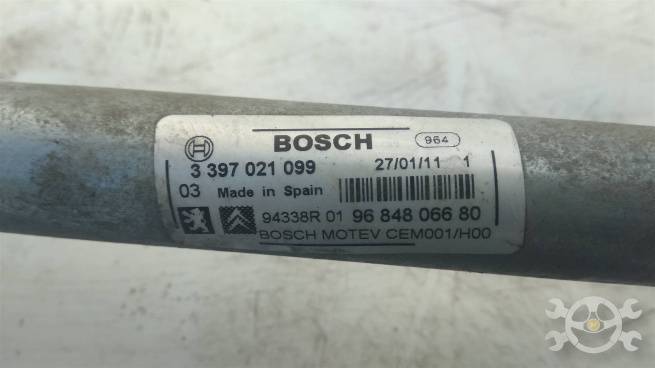 BOSCH 964
3 397 021 099 27/01/11 1
03 Made in Spain
94338R 01 96 848 066 80
BOSCH MOTEV CEM001/H00